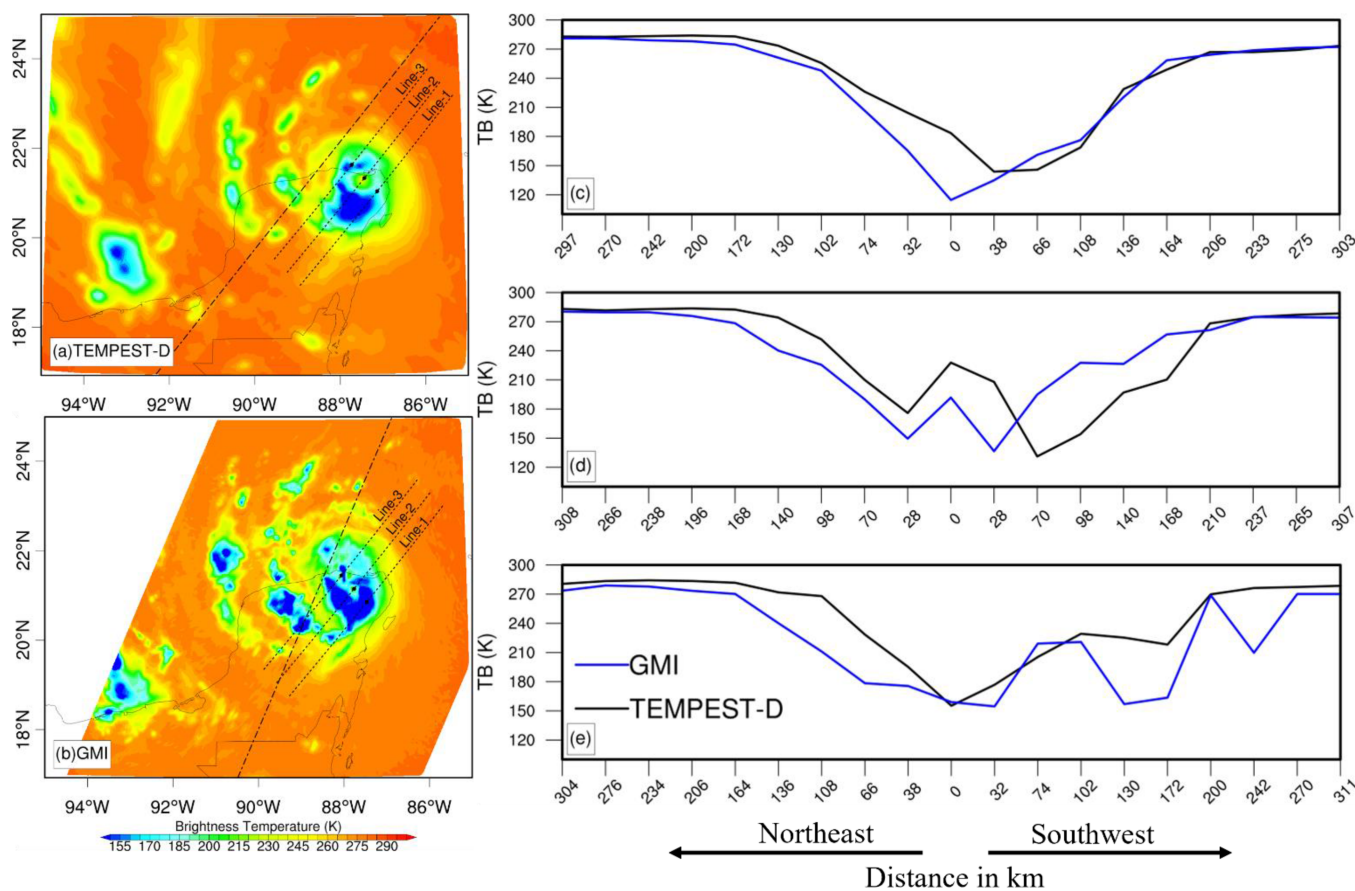 24°N
22°N
20°N
18°N
Line-3
Line-2
Line-1
(a)TEMPEST-D
94°W 92°W 90°W 88°W 86°W
24°N
22°N
20°N
18°N
Line-3
Line-2
Line-1
(b)GMI
94°W 92°W 90°W 88°W 86°W
Brightness Temperature (K)
155 170 185 200 215 230 245 260 275 290
TB (K)
300
270
240
210
180
150
120
(c)
297 270 242 200 172 130 102 74 32 0 38 66 108 136 164 206 233 275 303
TB (K)
300
270
240
210
180
150
120
(d)
308 266 238 196 168 140 98 70 28 0 28 70 98 140 168 210 237 265 307
TB (K)
300
270
240
210
180
150
120
GMI
TEMPEST-D
(e)
304 276 234 206 164 136 108 66 38 0 32 74 102 130 172 200 242 270 311
Northeast Southwest
Distance in km